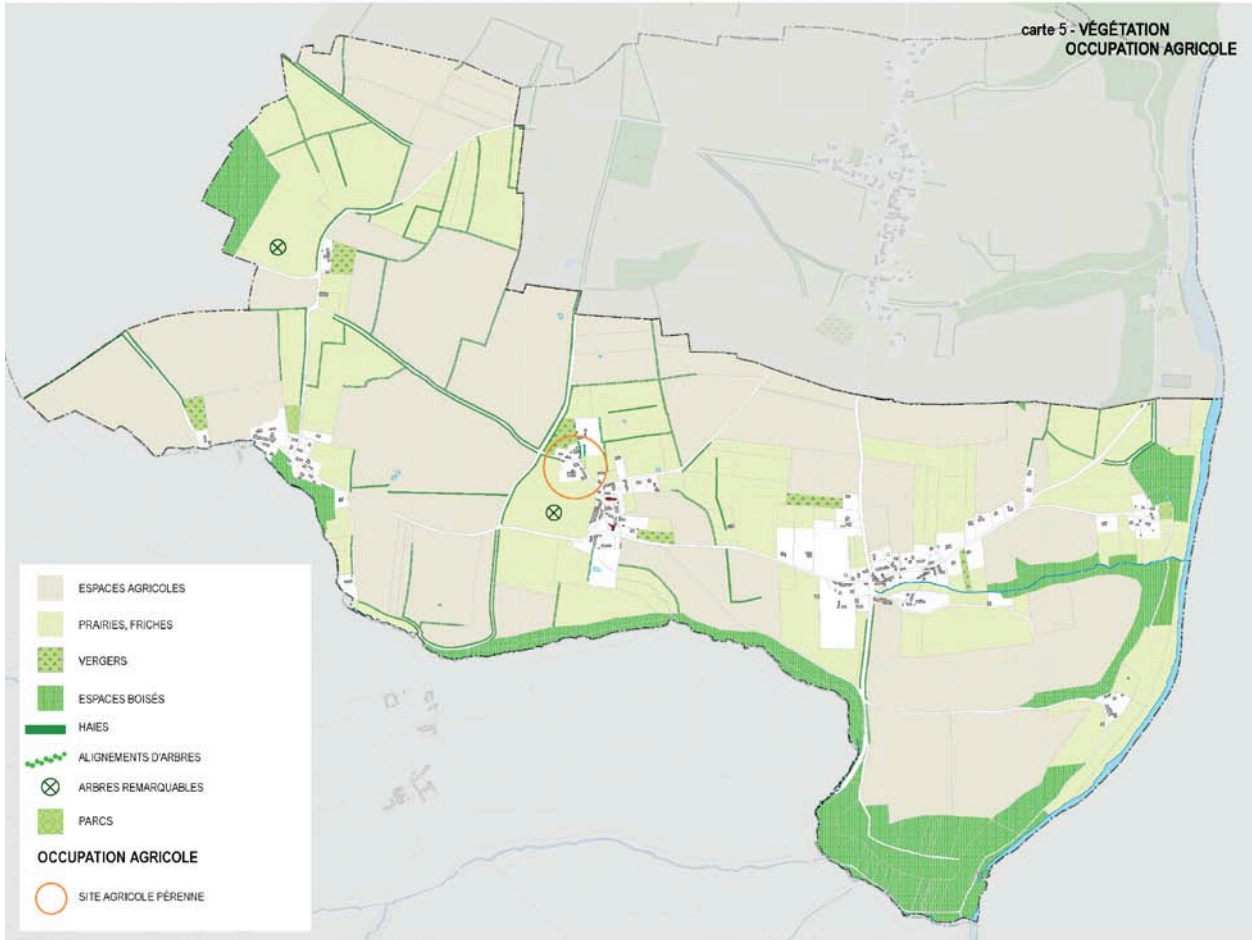 carte 5 - VÉGÉTATION
OCCUPATION AGRICOLE
ESPACES AGRICOLES
PRAIRIES, FRICHES
VERGERS
ESPACES BOISÉS
HAIES
ALIGNEMENTS D'ARBRES
ARBRES REMARQUABLES
PARCS
OCCUPATION AGRICOLE
SITE AGRICOLE PÉRENNE